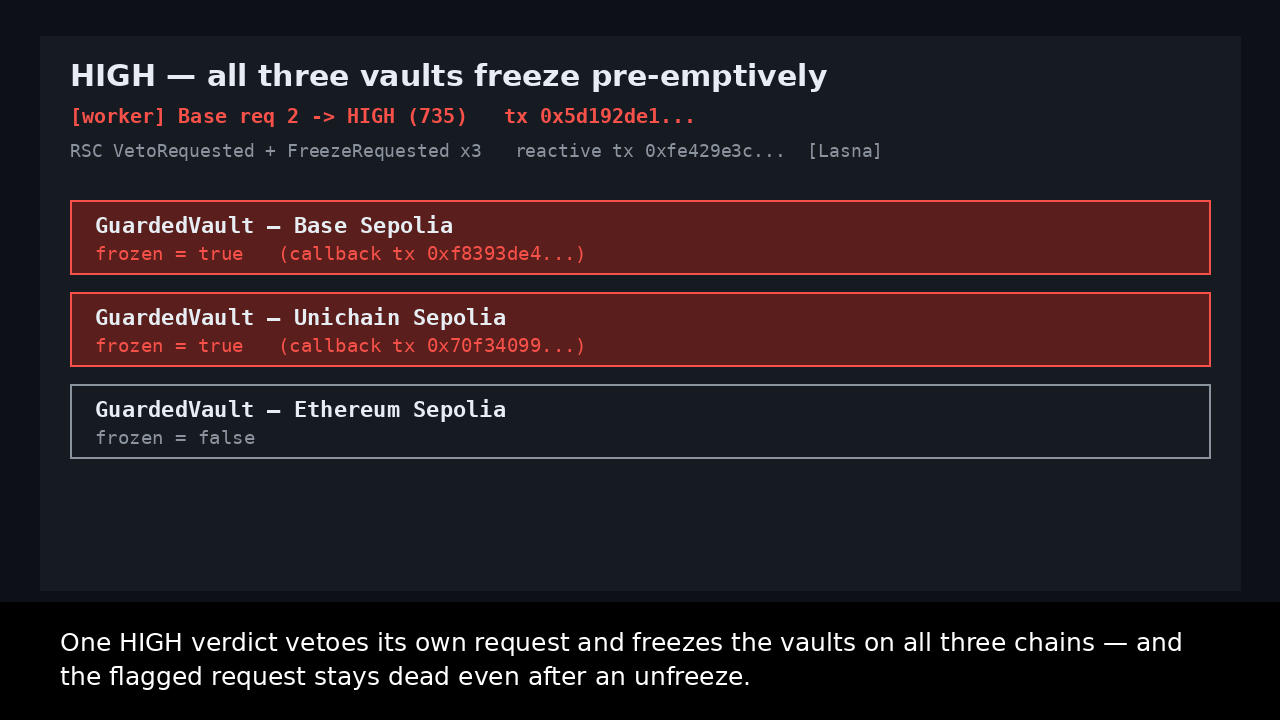 HIGH — all three vaults freeze pre-emptively
[worker] Base req 2 -> HIGH (735)   tx 0x5d192de1...
RSC VetoRequested + FreezeRequested x3   reactive tx 0xfe429e3c...  [Lasna]
GuardedVault — Base Sepolia
frozen = true   (callback tx 0xf8393de4...)
GuardedVault — Unichain Sepolia
frozen = true   (callback tx 0x70f34099...)
GuardedVault — Ethereum Sepolia
frozen = false
One HIGH verdict vetoes its own request and freezes the vaults on all three chains — and
the flagged request stays dead even after an unfreeze.